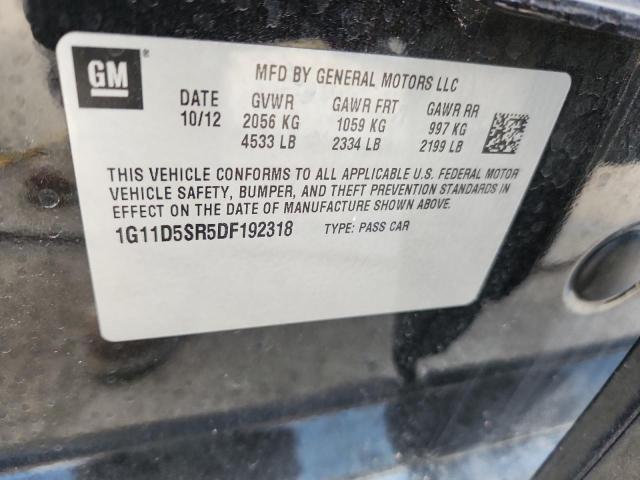 GM®
MFD BY GENERAL MOTORS LLC
DATE GVWR GAWR FRT GAWR RR
10/12 2056 KG 1059 KG 997 KG
4533 LB 2334 LB 2199 LB
THIS VEHICLE CONFORMS TO ALL APPLICABLE U.S. FEDERAL MOTOR
VEHICLE SAFETY, BUMPER, AND THEFT PREVENTION STANDARDS IN
EFFECT ON THE DATE OF MANUFACTURE SHOWN ABOVE.
1G11D5SR5DF192318 TYPE: PASS CAR